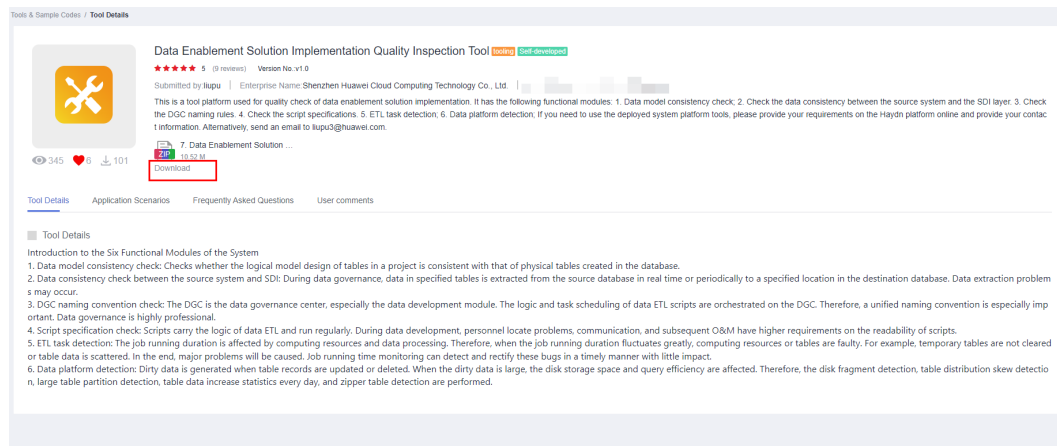 Tools & Sample Codes / Tool Details
Data Enablement Solution Implementation Quality Inspection Tool tooling Self-developed
5 (9 reviews) Version No.:v1.0
Submitted by:liupu Enterprise Name:Shenzhen Huawei Cloud Computing Technology Co., Ltd.
This is a tool platform used for quality check of data enablement solution implementation. It has the following functional modules: 1. Data model consistency check; 2. Check the data consistency between the source system and the SDI layer. 3. Check
the DGC naming rules. 4. Check the script specifications. 5. ETL task detection; 6. Data platform detection; If you need to use the deployed system platform tools, please provide your requirements on the Haydn platform online and provide your contac
t information. Alternatively, send an email to liupu3@huawei.com.
7. Data Enablement Solution ...
ZIP 19.52 M
345 6 101
Download
Tool Details Application Scenarios Frequently Asked Questions User comments
Tool Details
Introduction to the Six Functional Modules of the System
1. Data model consistency check: Checks whether the logical model design of tables in a project is consistent with that of physical tables created in the database.
2. Data consistency check between the source system and SDI: During data governance, data in specified tables is extracted from the source database in real time or periodically to a specified location in the destination database. Data extraction problem
s may occur.
3. DGC naming convention check: The DGC is the data governance center, especially the data development module. The logic and task scheduling of data ETL scripts are orchestrated on the DGC. Therefore, a unified naming convention is especially imp
ortant. Data governance is highly professional.
4. Script specification check: Scripts carry the logic of data ETL and run regularly. During data development, personnel locate problems, communication, and subsequent O&M have higher requirements on the readability of scripts.
5. ETL task detection: The job running duration is affected by computing resources and data processing. Therefore, when the job running duration fluctuates greatly, computing resources or tables are faulty. For example, temporary tables are not cleared
or table data is scattered. In the end, major problems will be caused. Job running time monitoring can detect and rectify these bugs in a timely manner with little impact.
6. Data platform detection: Dirty data is generated when table records are updated or deleted. When the dirty data is large, the disk storage space and query efficiency are affected. Therefore, the disk fragment detection, table distribution skew detectio
n, large table partition detection, table data increase statistics every day, and zipper table detection are performed.